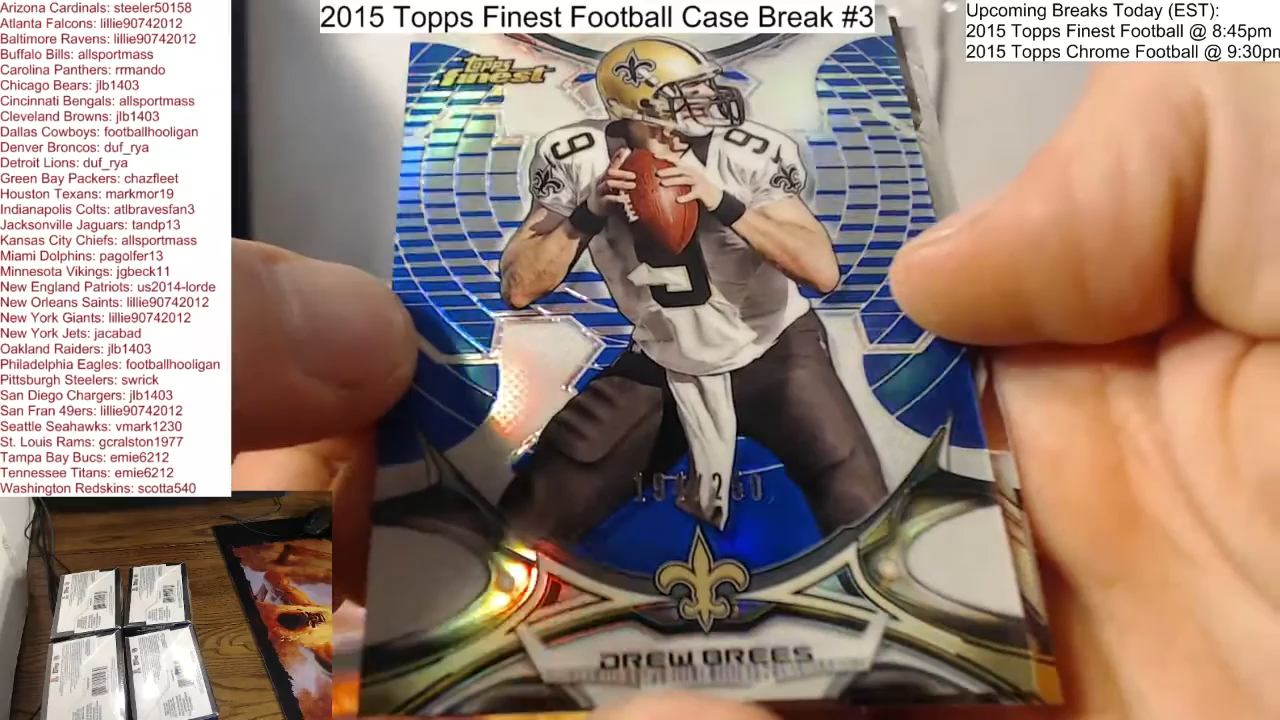 Arizona Cardinals: steeler50158
Atlanta Falcons: lillie90742012
Baltimore Ravens: lillie90742012
Buffalo Bills: allsportmass
Carolina Panthers: rrmando
Chicago Bears: jlb1403
Cincinnati Bengals: allsportmass
Cleveland Browns: jlb1403
Dallas Cowboys: footballhooligan
Denver Broncos: duf_rya
Detroit Lions: duf_rya
Green Bay Packers: chazfleet
Houston Texans: markmor19
Indianapolis Colts: atlbravesfan3
Jacksonville Jaguars: tandp13
Kansas City Chiefs: allsportmass
Miami Dolphins: pagolfer13
Minnesota Vikings: jgbeck11
New England Patriots: us2014-lorde
New Orleans Saints: lillie90742012
New York Giants: lillie90742012
New York Jets: jacabad
Oakland Raiders: jlb1403
Philadelphia Eagles: footballhooligan
Pittsburgh Steelers: swrick
San Diego Chargers: jlb1403
San Fran 49ers: lillie90742012
Seattle Seahawks: vmark1230
St. Louis Rams: gcralston1977
Tampa Bay Bucs: ernie6212
Tennessee Titans: ernie6212
Washington Redskins: scotta540
2015 Topps Finest Football Case Break #3
Upcoming Breaks Today (EST):
2015 Topps Finest Football @ 8:45pm
2015 Topps Chrome Football @ 9:30pm
Topps
finest
9 9
9
DREW BREES